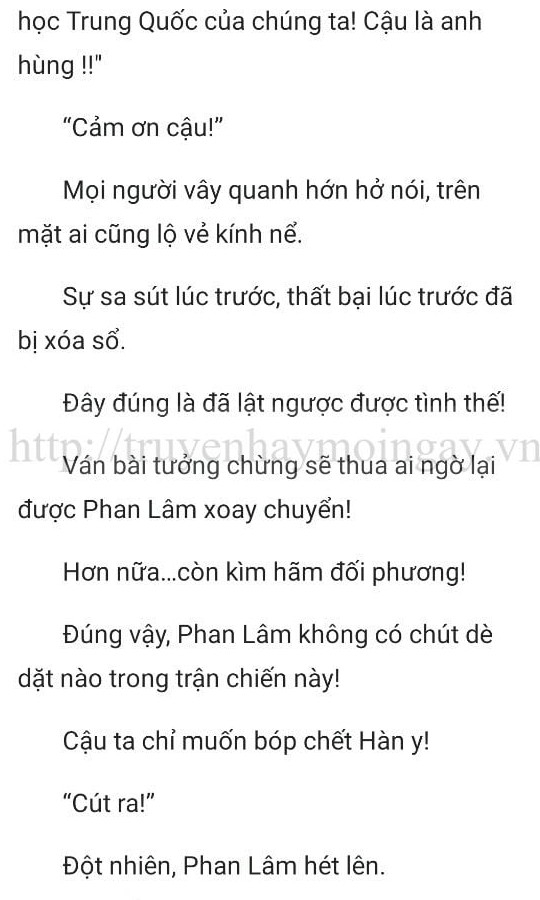 học Trung Quốc của chúng ta! Cậu là anh
hùng !!"
“Cảm ơn cậu!”
Mọi người vây quanh hớn hở nói, trên
mặt ai cũng lộ vẻ kính nể.
Sự sa sút lúc trước, thất bại lúc trước đã
bị xóa sổ.
Đây đúng là đã lật ngược được tình thế!
http://truyenhaymoingay.vn
Ván bài tưởng chừng sẽ thua ai ngờ lại
được Phan Lâm xoay chuyển!
Hơn nữa...còn kìm hãm đối phương!
Đúng vậy, Phan Lâm không có chút dè
dặt nào trong trận chiến này!
Cậu ta chỉ muốn bóp chết Hàn y!
“Cút ra!”
Đột nhiên, Phan Lâm hét lên.